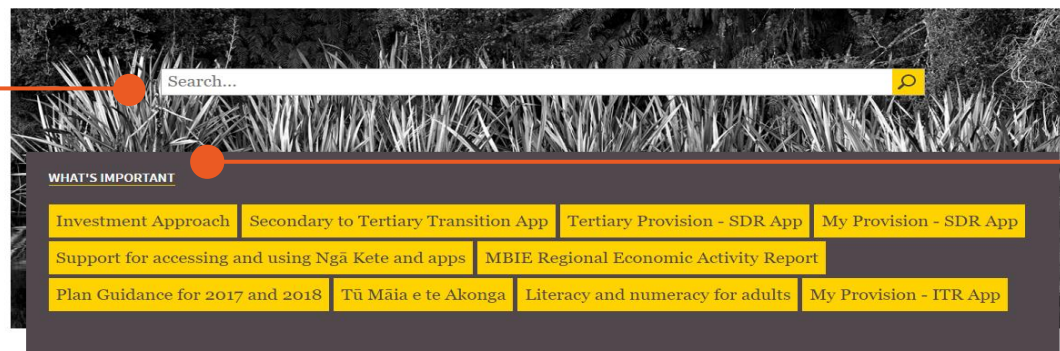 Search...
WHAT'S IMPORTANT
Investment Approach Secondary to Tertiary Transition App Tertiary Provision - SDR App My Provision - SDR App
Support for accessing and using Ngā Kete and apps MBIE Regional Economic Activity Report
Plan Guidance for 2017 and 2018 Tū Māia e te Akonga Literacy and numeracy for adults My Provision - ITR App